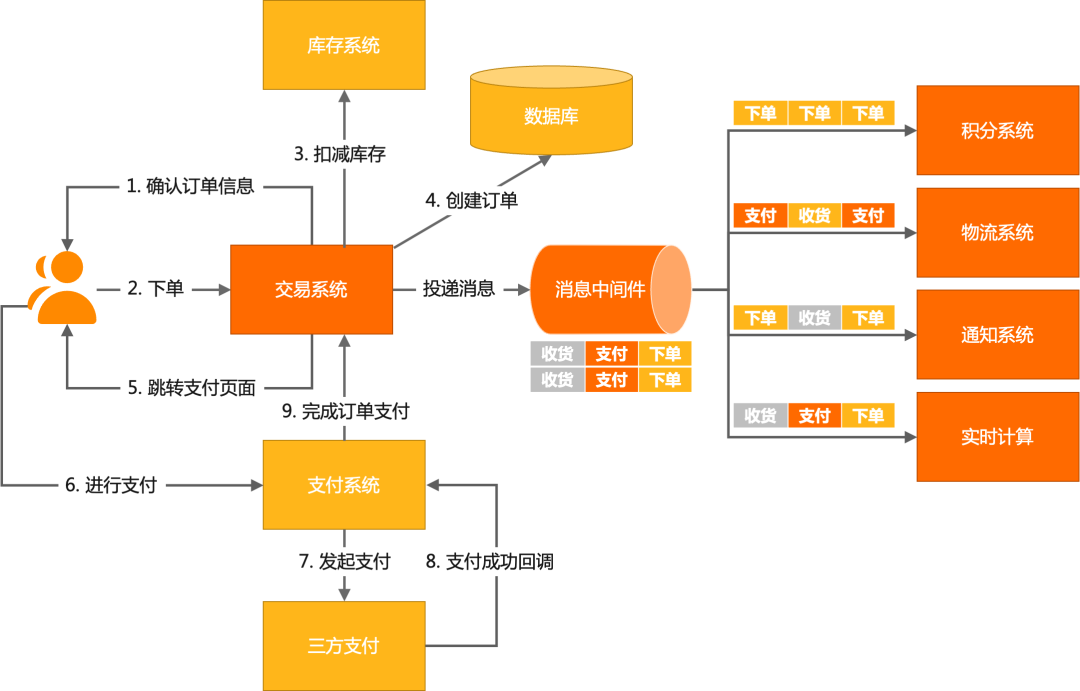 库存系统
数据库
3. 扣减库存
1. 确认订单信息
4. 创建订单
2. 下单
交易系统
投递消息
消息中间件
收货 支付 下单
收货 支付 下单
5. 跳转支付页面
9. 完成订单支付
6. 进行支付
支付系统
7. 发起支付
8. 支付成功回调
三方支付
下单 下单 下单
积分系统
支付 收货 支付
物流系统
下单 收货 下单
通知系统
收货 支付 下单
实时计算